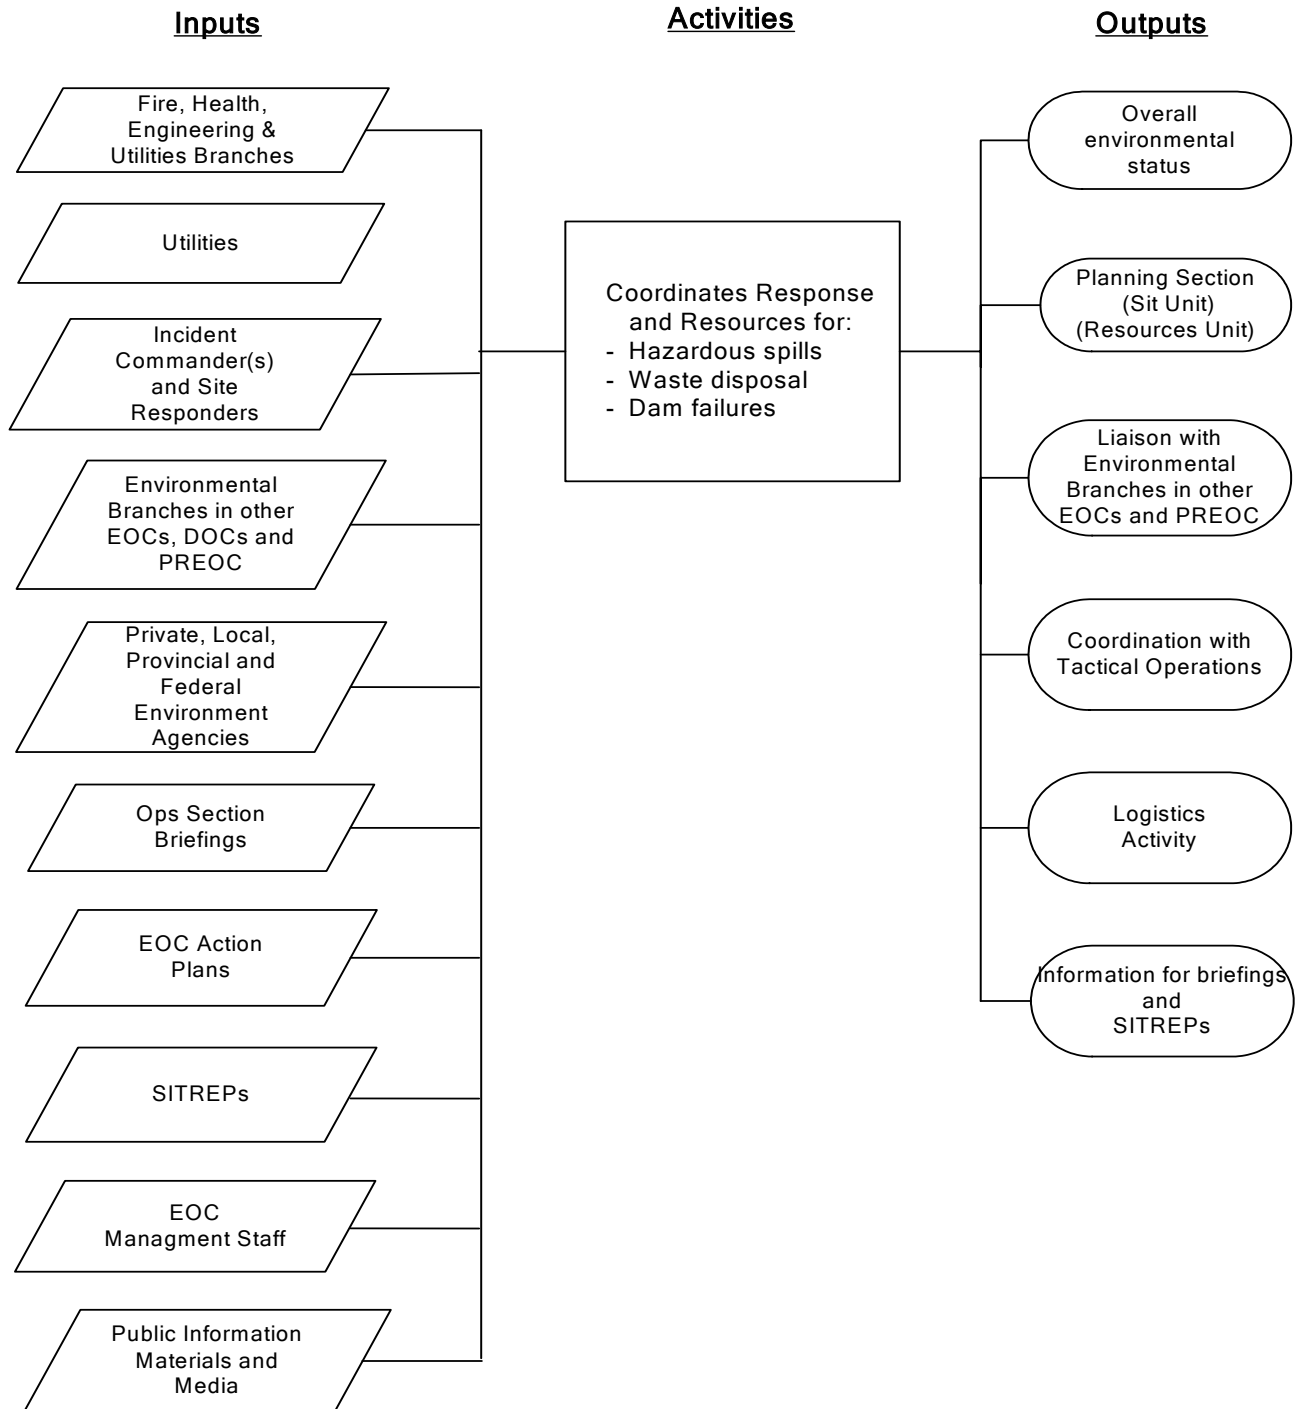 Inputs
Activities
Outputs
Fire, Health,
Engineering &
Utilities Branches
Utilities
Incident
Commander(s)
and Site
Responders
Environmental
Branches in other
EOCs, DOCs and
PREOC
Private, Local,
Provincial and
Federal
Environment
Agencies
Ops Section
Briefings
EOC Action
Plans
SITREPs
EOC
Managment Staff
Public Information
Materials and
Media
Coordinates Response
and Resources for:
- Hazardous spills
- Waste disposal
- Dam failures
Overall
environmental
status
Planning Section
(Sit Unit)
(Resources Unit)
Liaison with
Environmental
Branches in other
EOCs and PREOC
Coordination with
Tactical Operations
Logistics
Activity
Information for briefings
and
SITREPs